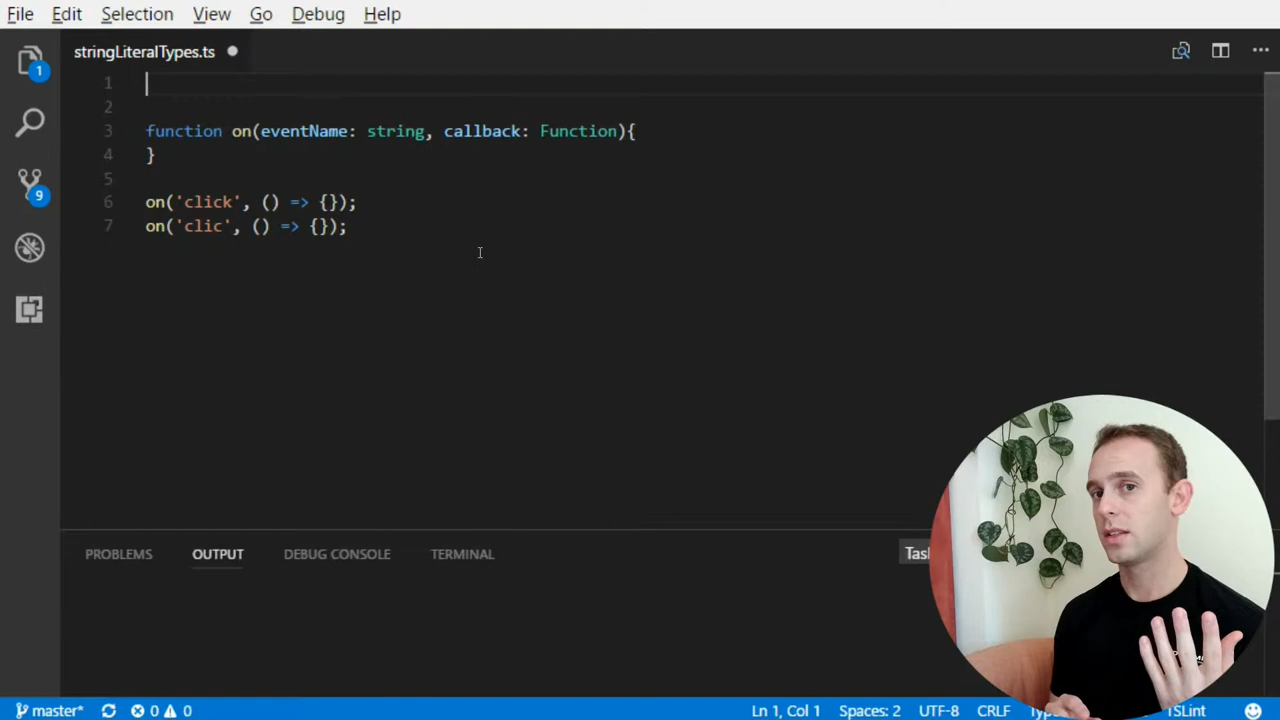 File Edit Selection View Go Debug Help
stringLiteralTypes.ts
1
1
2
3 function on(eventName: string, callback: Function){
4 }
5
6 on('click', () => {});
7 on('clic', () => {});
9
PROBLEMS OUTPUT DEBUG CONSOLE TERMINAL
master* 0 0 Ln 1, Col 1 Spaces: 2 UTF-8 CRLF TSLint